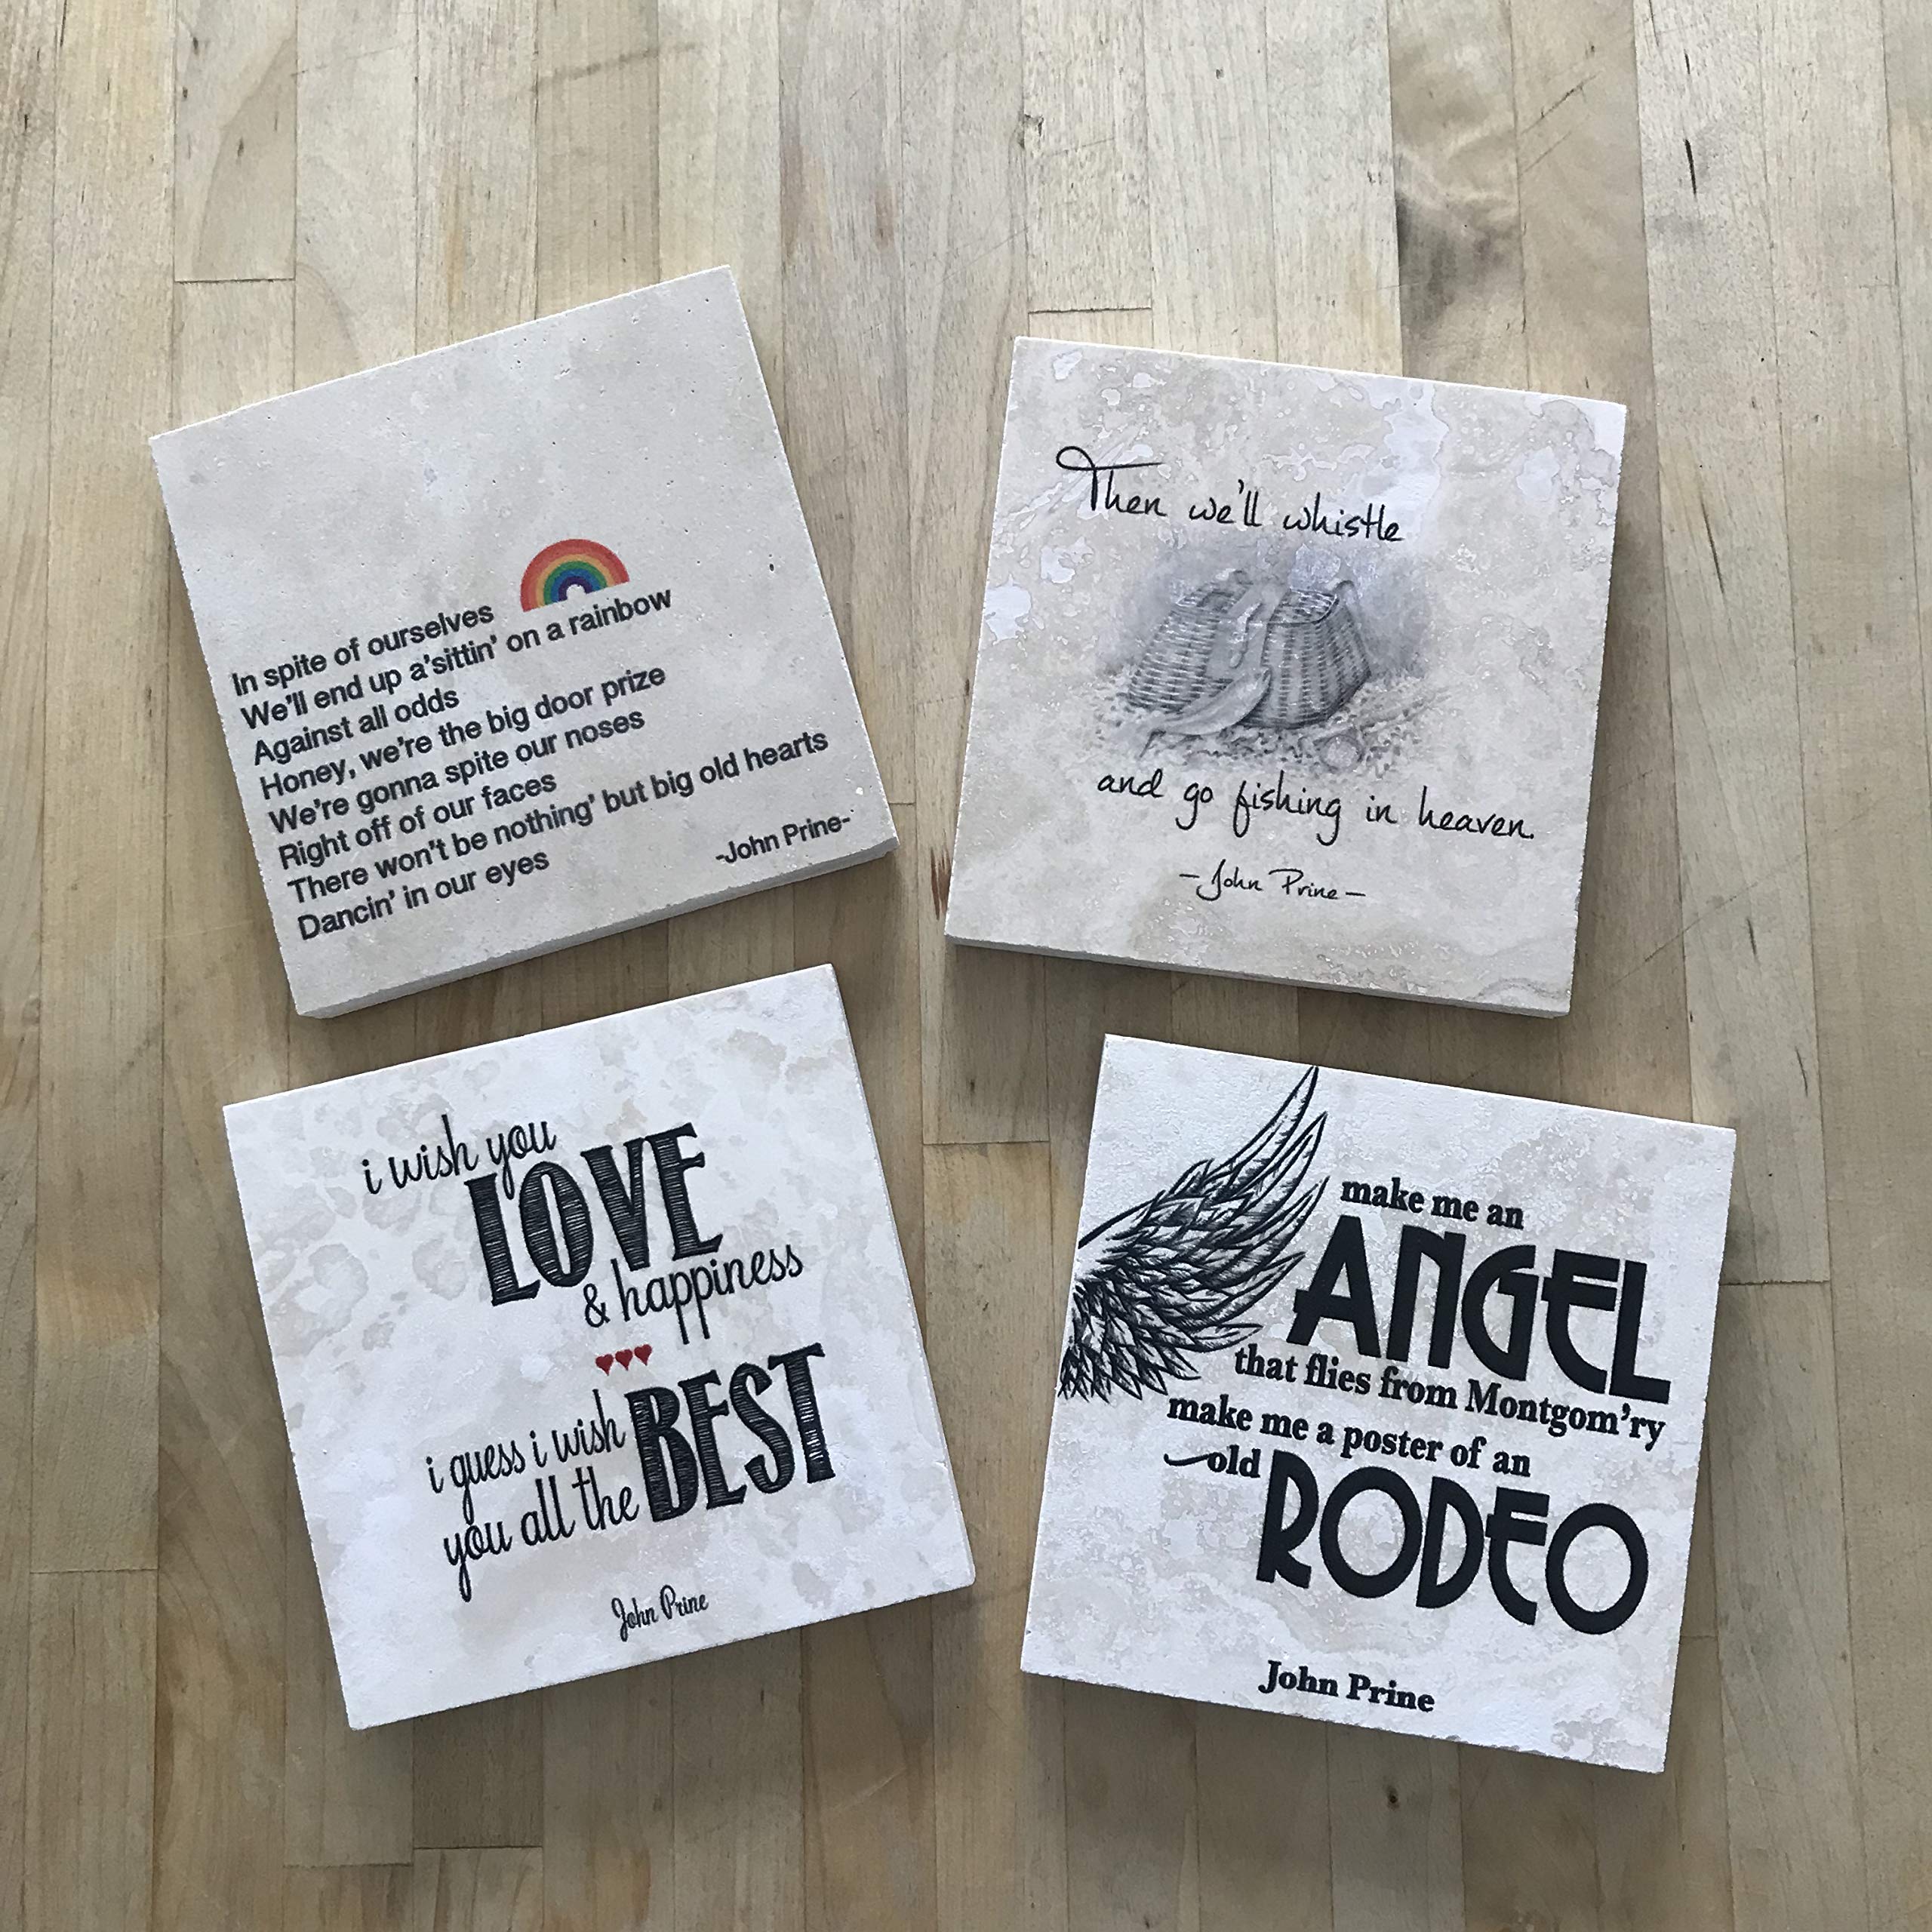 In spite of ourselves
We'll end up a'sittin' on a rainbow
Against all odds
Honey, we're the big door prize
We're gonna spite our noses
Right off of our faces
There won't be nothing' but big old hearts
Dancin' in our eyes
-John Prine-
Then we'll whistle
and go fishing in heaven.
-John Prine-
i wish you
LOVE
& happiness
i guess i wish
you all the BEST
John Prine
make me an
ANGEL
that flies from Montgom'ry
make me a poster of an
old RODEO
John Prine